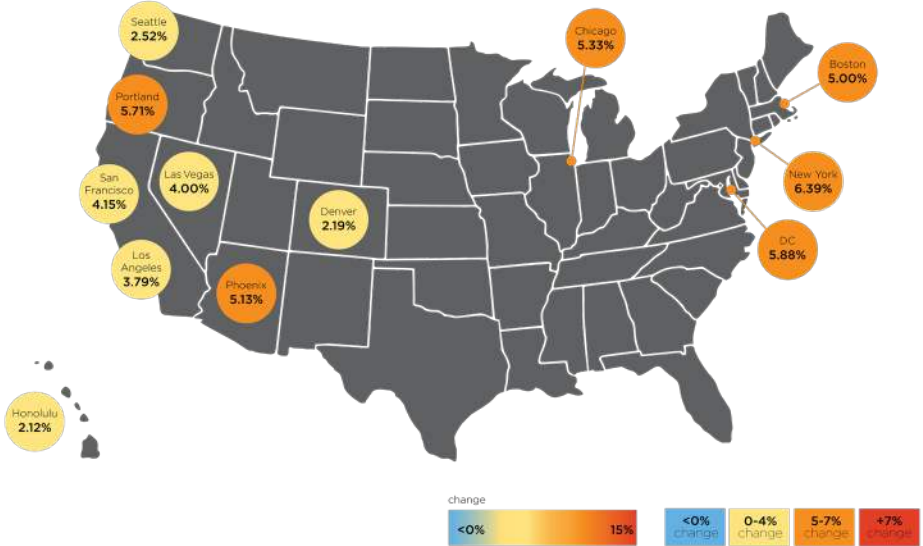 Seattle
2.52%
Chicago
5.33%
Boston
5.00%
Portland
5.71%
San
Francisco
4.15%
Las Vegas
4.00%
New York
6.39%
Denver
2.19%
DC
5.88%
Los
Angeles
3.79%
Phoenix
5.13%
Honolulu
2.12%
change
<0%
15%
<0%
change
0-4%
change
5-7%
change
+7%
change